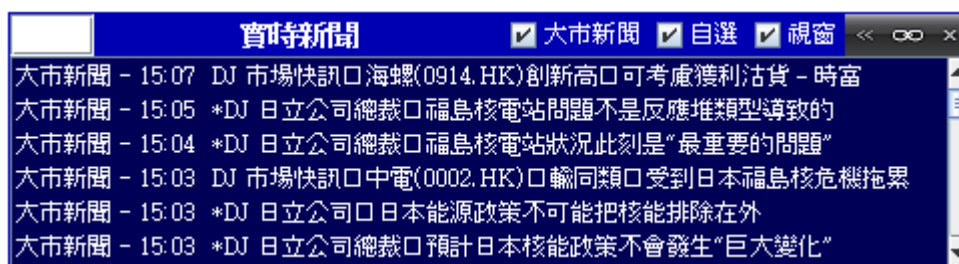 實時新聞 大市新聞 自選 視窗
大市新聞 - 15:07 DJ 市場快訊口海螺(0914.HK)創新高口可考慮獲利沽貨 - 時富
大市新聞 - 15:05 *DJ 日立公司總裁口福島核電站問題不是反應堆類型導致的
大市新聞 - 15:04 *DJ 日立公司總裁口福島核電站狀況此刻是“最重要的問題”
大市新聞 - 15:03 DJ 市場快訊口中電(0002.HK)口輸同類口受到日本福島核危機拖累
大市新聞 - 15:03 *DJ 日立公司口日本能源政策不可能把核能排除在外
大市新聞 - 15:03 *DJ 日立公司總裁口預計日本核能政策不會發生“巨大變化”